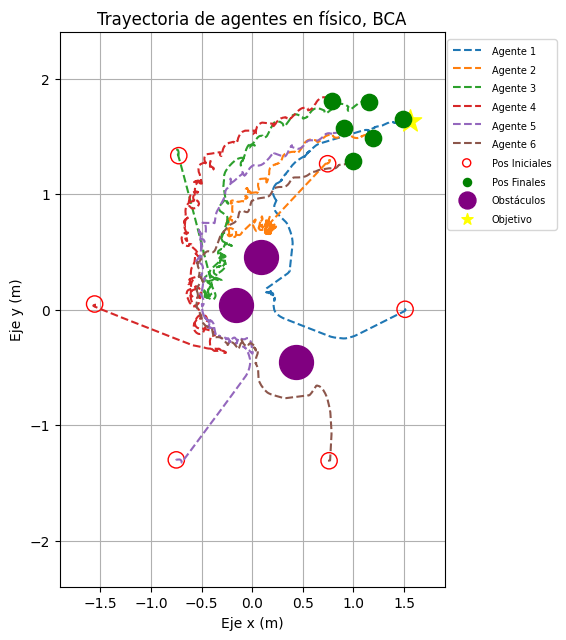 Trayectoria de agentes en físico, BCA
Agente 1
Agente 2
Agente 3
Agente 4
Agente 5
Agente 6
Pos Iniciales
Pos Finales
Obstáculos
Objetivo
Eje y (m)
2
1
0
−1
−2
−1.5
−1.0
−0.5
0.0
0.5
1.0
1.5
Eje x (m)